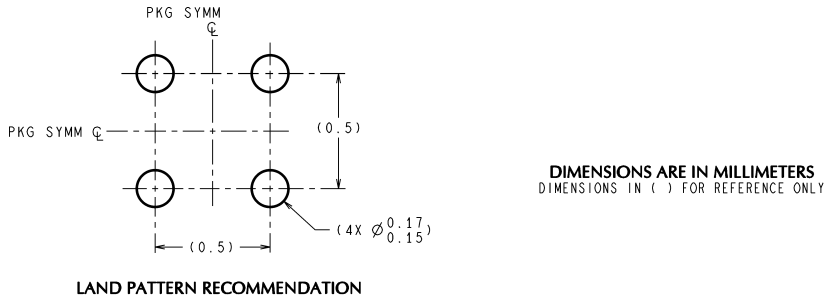 PKG SYMM
℄
PKG SYMM ℄
(0.5)
DIMENSIONS ARE IN MILLIMETERS
DIMENSIONS IN ( ) FOR REFERENCE ONLY
(4X Ø0.17
0.15)
(0.5)
LAND PATTERN RECOMMENDATION